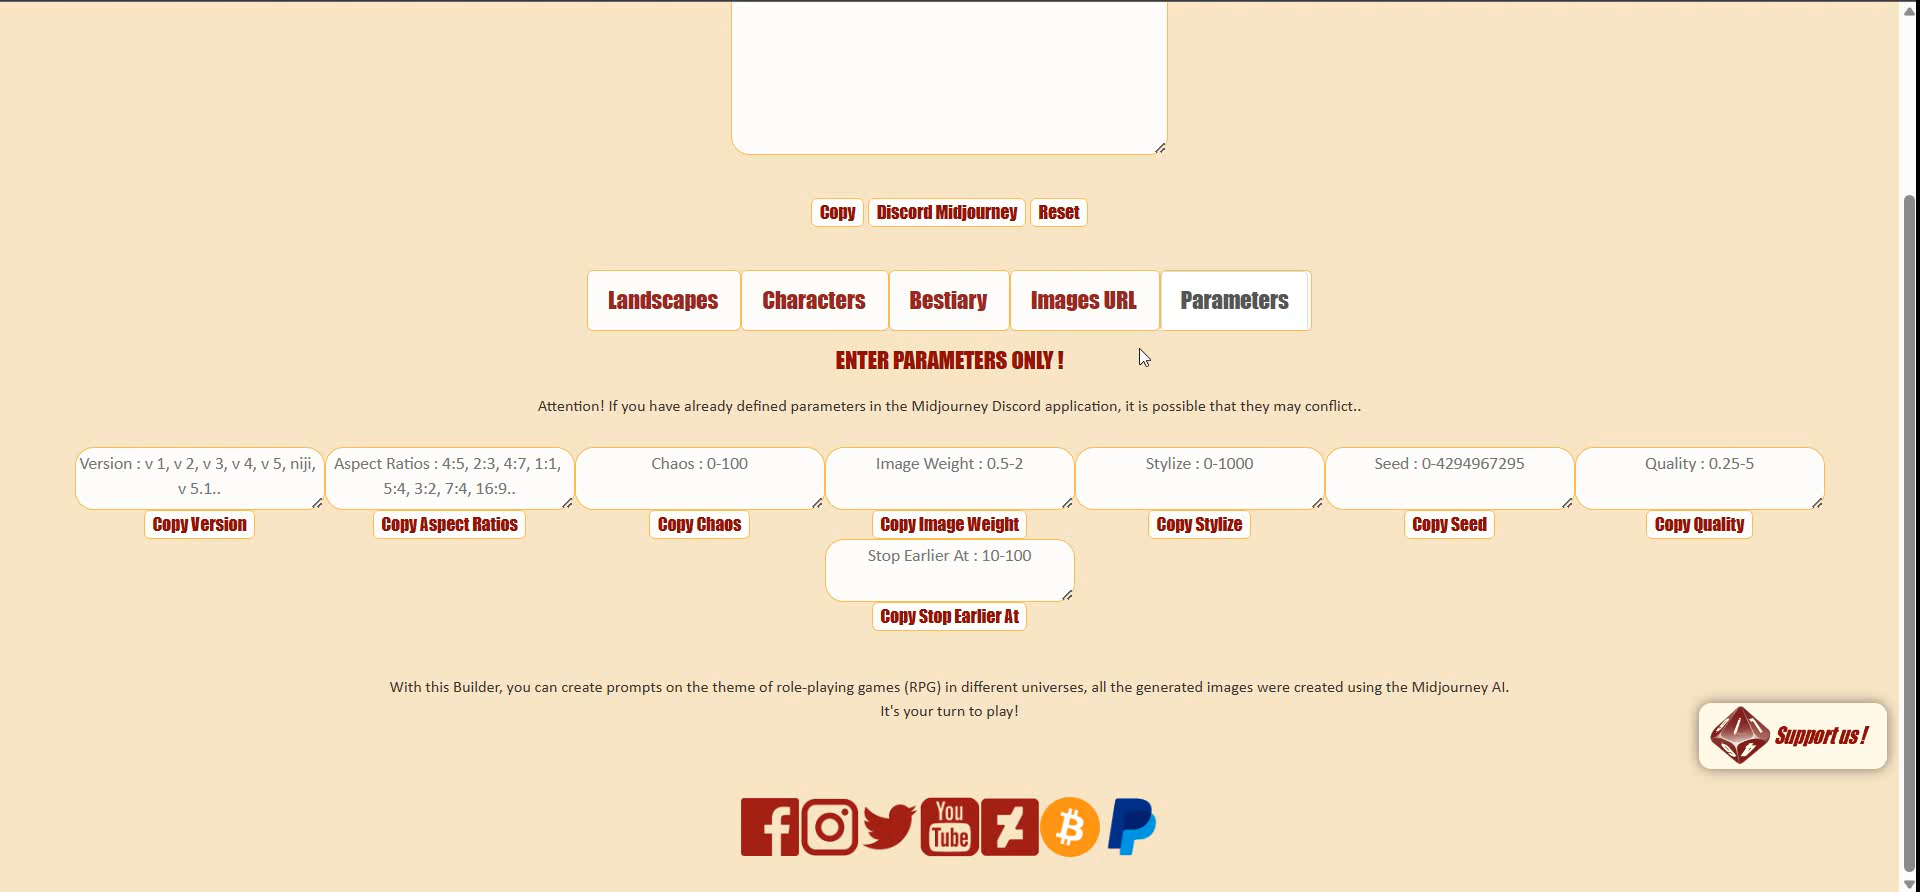 Copy Discord Midjourney Reset
Landscapes Characters Bestiary Images URL Parameters
ENTER PARAMETERS ONLY !
Attention! If you have already defined parameters in the Midjourney Discord application, it is possible that they may conflict..
Version : v 1, v 2, v 3, v 4, v 5, niji,
v 5.1..
Copy Version
Aspect Ratios : 4:5, 2:3, 4:7, 1:1,
5:4, 3:2, 7:4, 16:9..
Copy Aspect Ratios
Chaos : 0-100
Copy Chaos
Image Weight : 0.5-2
Copy Image Weight
Stylize : 0-1000
Copy Stylize
Seed : 0-4294967295
Copy Seed
Quality : 0.25-5
Copy Quality
Stop Earlier At : 10-100
Copy Stop Earlier At
With this Builder, you can create prompts on the theme of role-playing games (RPG) in different universes, all the generated images were created using the Midjourney AI.
It's your turn to play!
Support us !
You
Tube